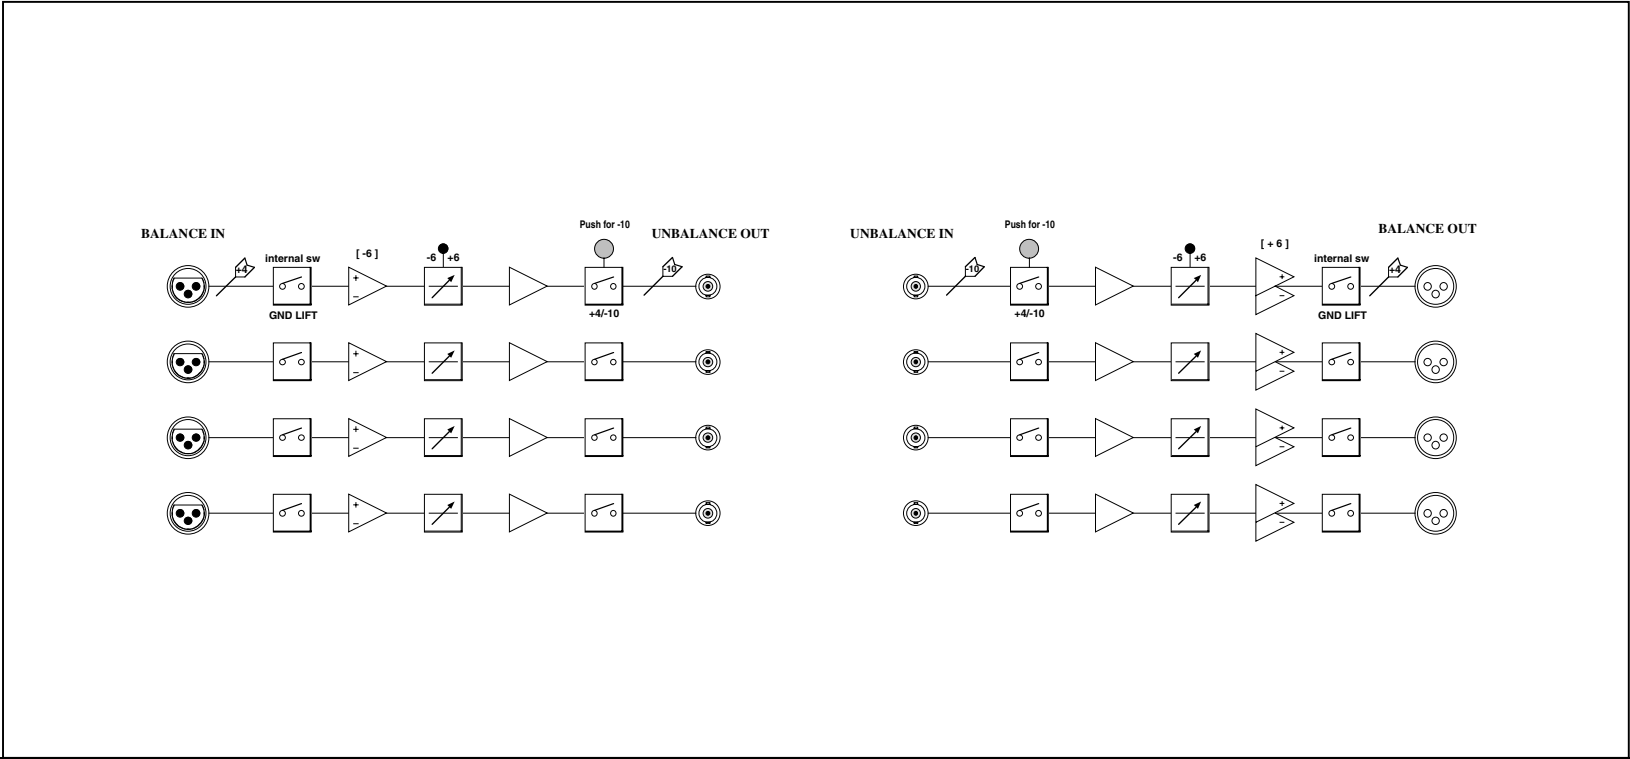 BALANCE IN
+4
internal sw
GND LIFT
[ -6 ]
+
−
-6 +6
Push for -10
+4/-10
UNBALANCE OUT
-10
UNBALANCE IN
-10
Push for -10
+4/-10
-6 +6
[ + 6 ]
+
−
internal sw
GND LIFT
BALANCE OUT
+4
+
−
+
−
+
−
+
−
+
−
+
−